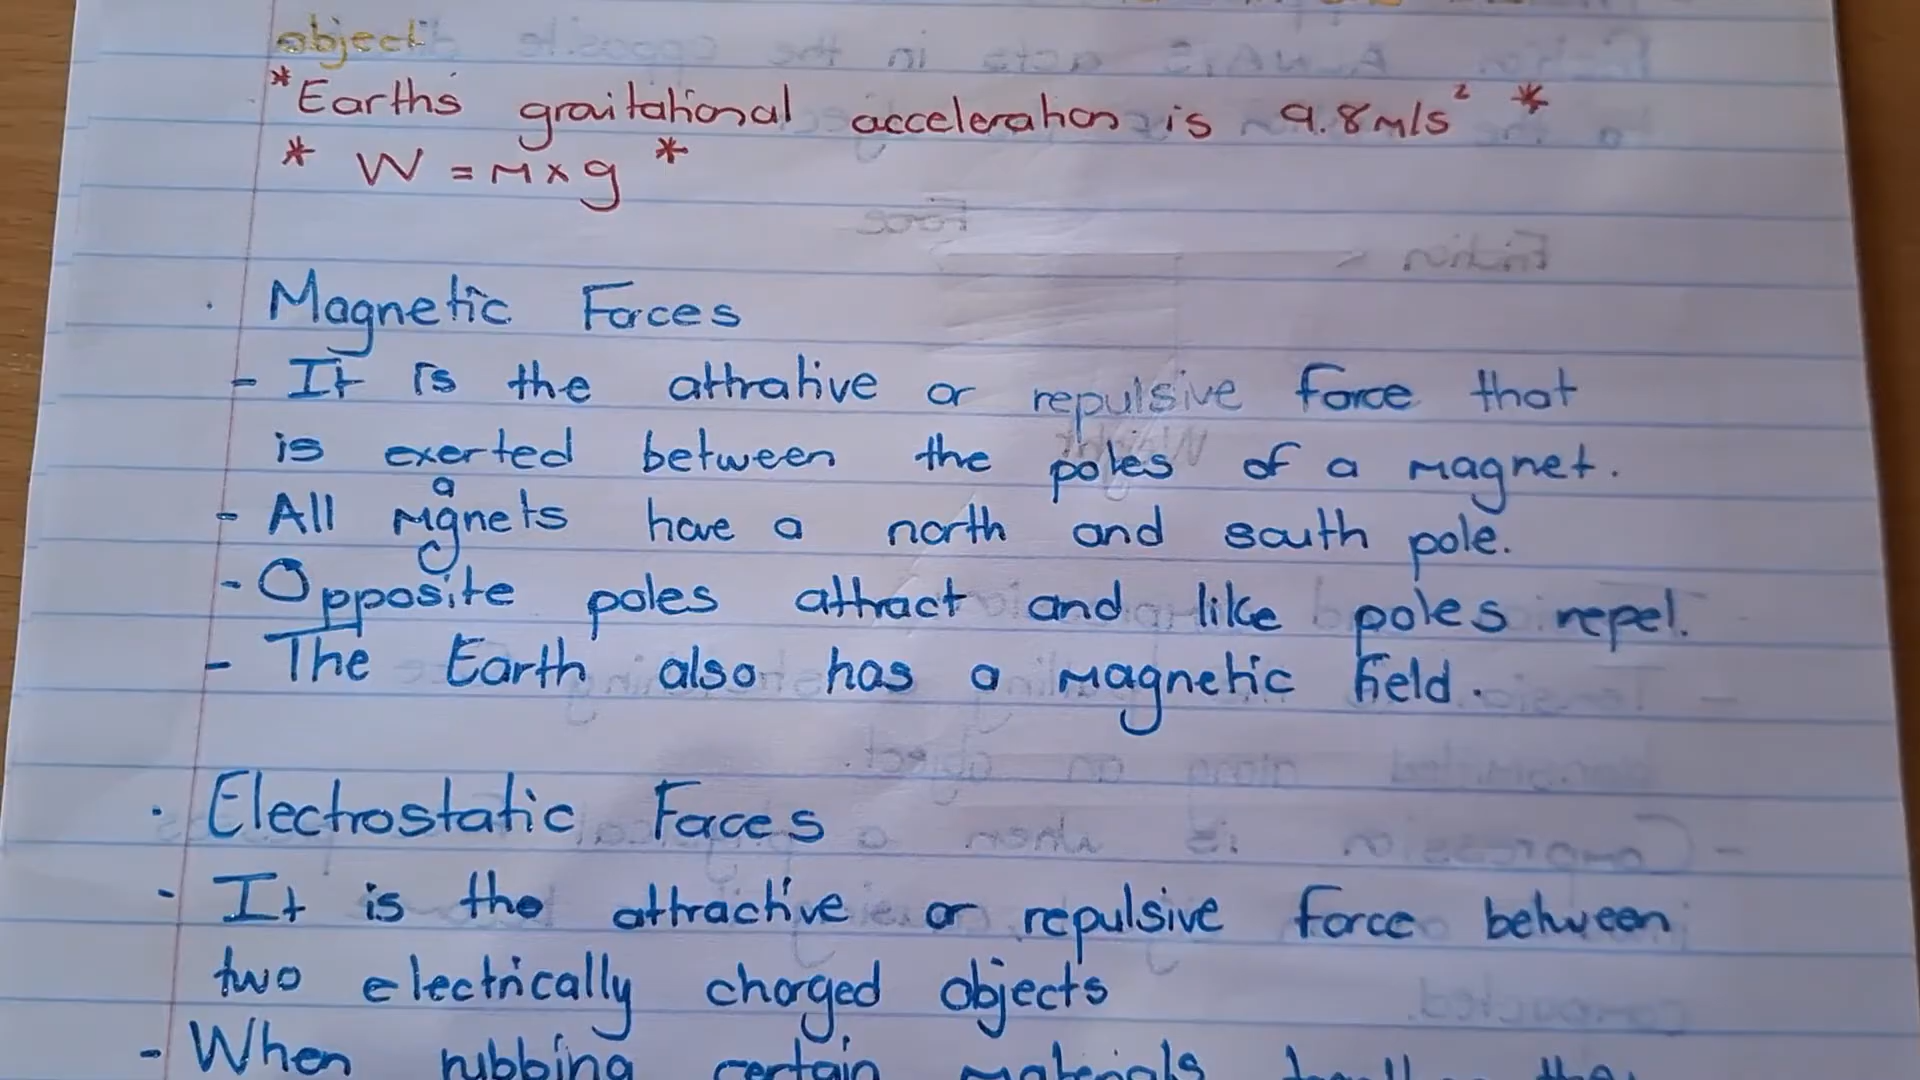 object
*Earths graitational acceleration is 9.8m/s² *
* W = m x g *
· Magnetic Forces
- It is the attrative or repulsive force that
is exerted between the poles of a magnet.
- All magnets have a north and south pole.
- Opposite poles attract and like poles repel.
- The Earth also has a magnetic field.
· Electrostatic Forces
- It is the attractive or repulsive force between
two electrically charged objects
- When rubbing certain materials